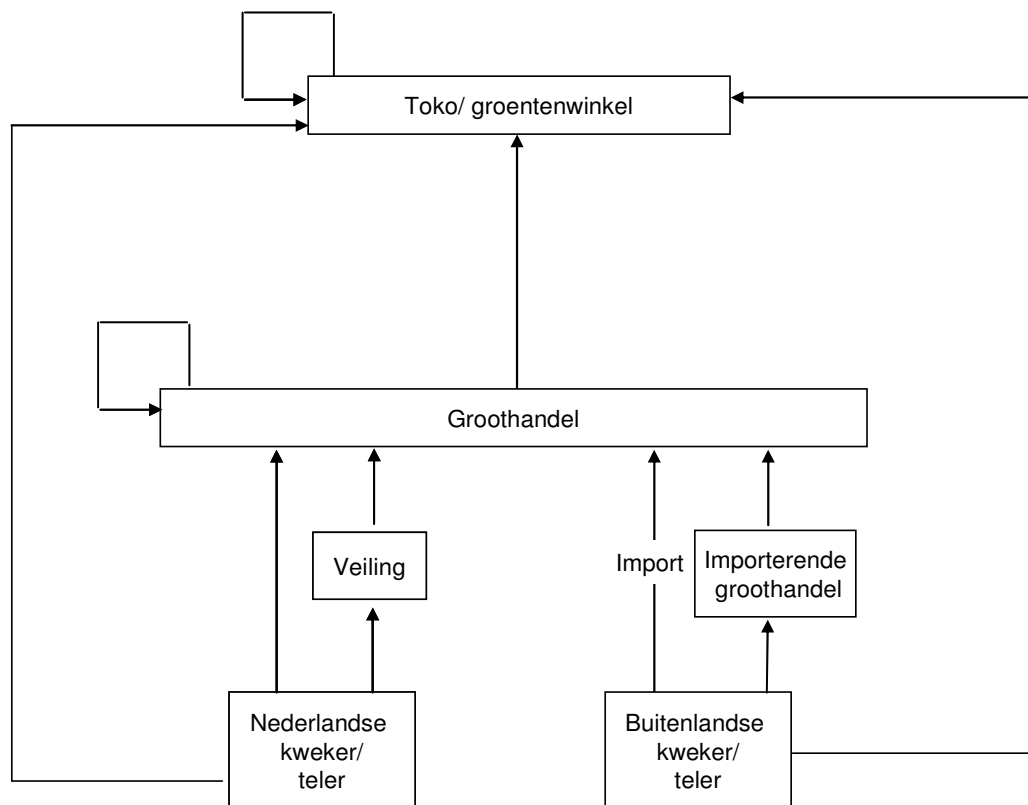 Toko/ groentenwinkel
Groothandel
Veiling
Import
Importerende
groothandel
Nederlandse
kweker/
teler
Buitenlandse
kweker/
teler